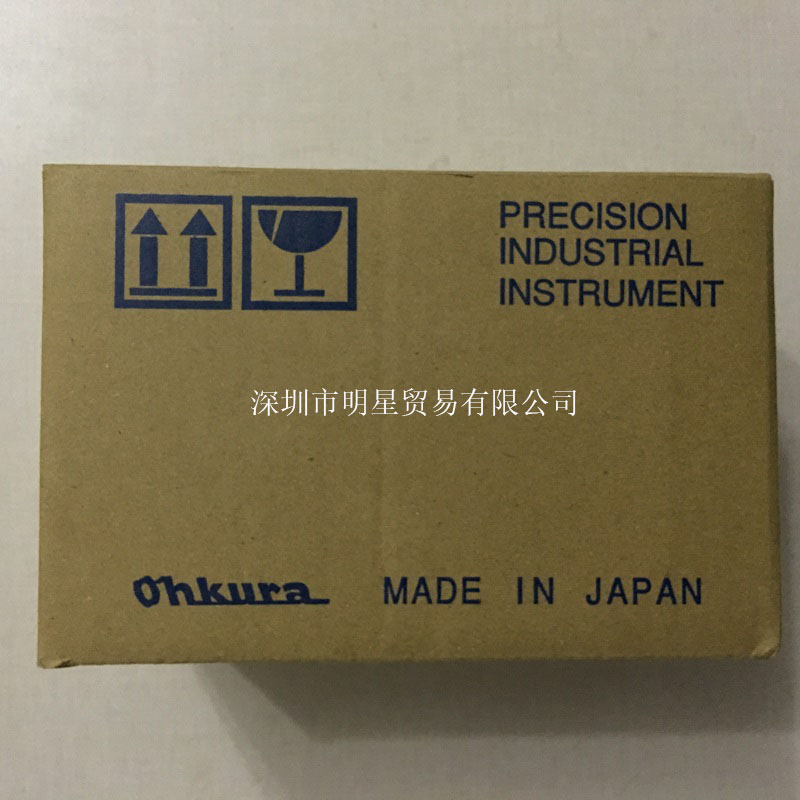 PRECISION
INDUSTRIAL
INSTRUMENT
深圳市明星贸易有限公司
Ohkura MADE IN JAPAN